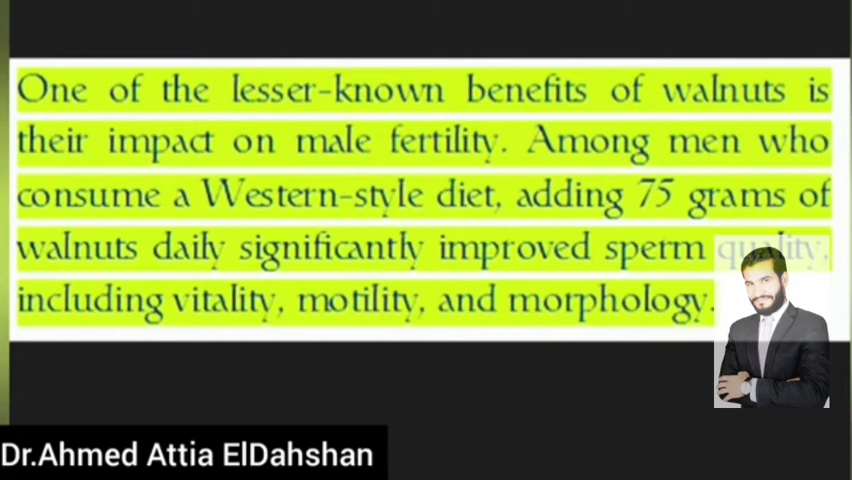 One of the lesser-known benefits of walnuts is
their impact on male fertility. Among men who
consume a Western-style diet, adding 75 grams of
walnuts daily significantly improved sperm quality,
including vitality, motility, and morphology.
Dr.Ahmed Attia ElDahshan